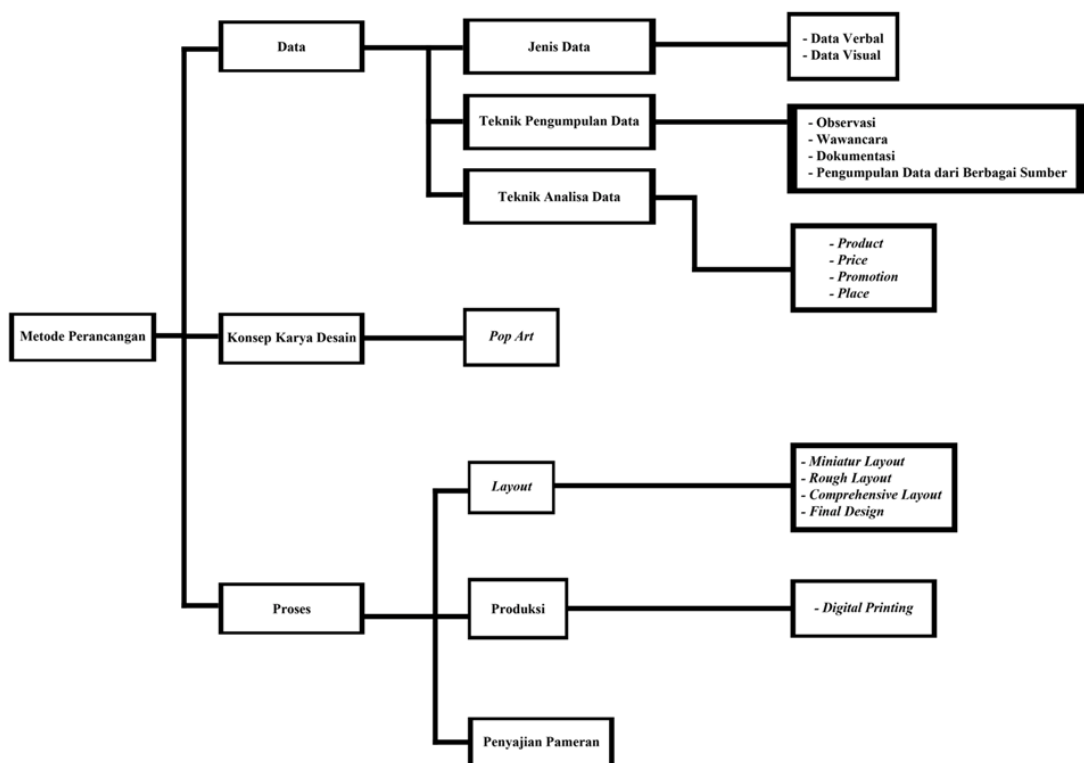 Data
Jenis Data
- Data Verbal
- Data Visual
Teknik Pengumpulan Data
- Observasi
- Wawancara
- Dokumentasi
- Pengumpulan Data dari Berbagai Sumber
Teknik Analisa Data
- Product
- Price
- Promotion
- Place
Metode Perancangan
Konsep Karya Desain
Pop Art
Layout
- Miniatur Layout
- Rough Layout
- Comprehensive Layout
- Final Design
Proses
Produksi
- Digital Printing
Penyajian Pameran